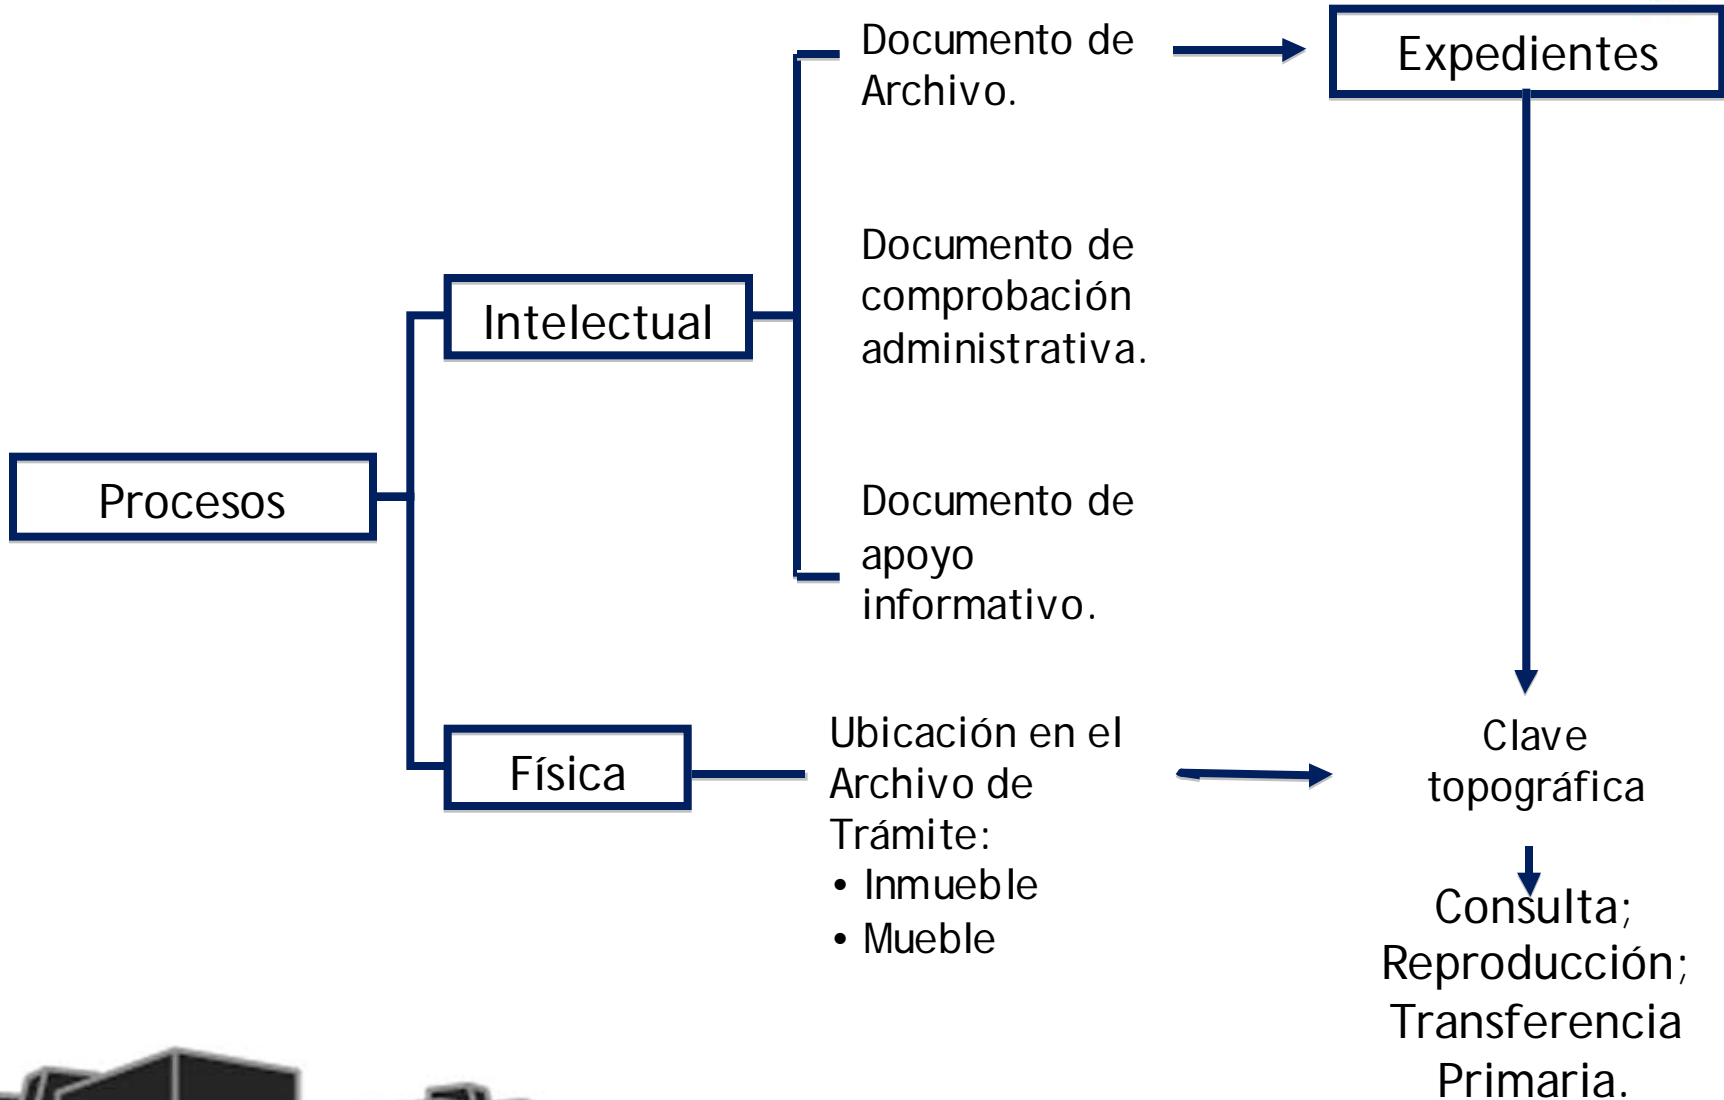 Documento de
Archivo.
Expedientes
Documento de
comprobación
administrativa.
Intelectual
Procesos
Documento de
apoyo
informativo.
Física
Ubicación en el
Archivo de
Trámite:
• Inmueble
• Mueble
Clave
topográfica
Consulta;
Reproducción;
Transferencia
Primaria.